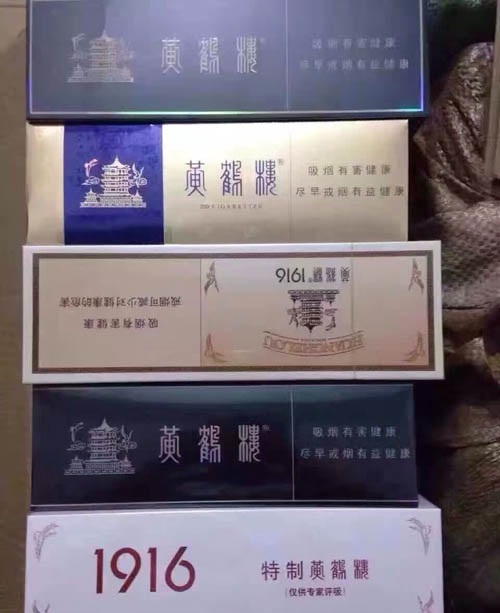 黄鹤楼
吸烟有害健康
尽早戒烟有益健康
黄鹤楼
20 CIGARETTES
吸烟有害健康
尽早戒烟有益健康
黄鹤楼 1916
HUANGHELOU
吸烟有害健康
戒烟可减少对健康的危害
黄鹤楼
吸烟有害健康
尽早戒烟有益健康
1916
特制黄鹤楼
(仅供专家评吸)